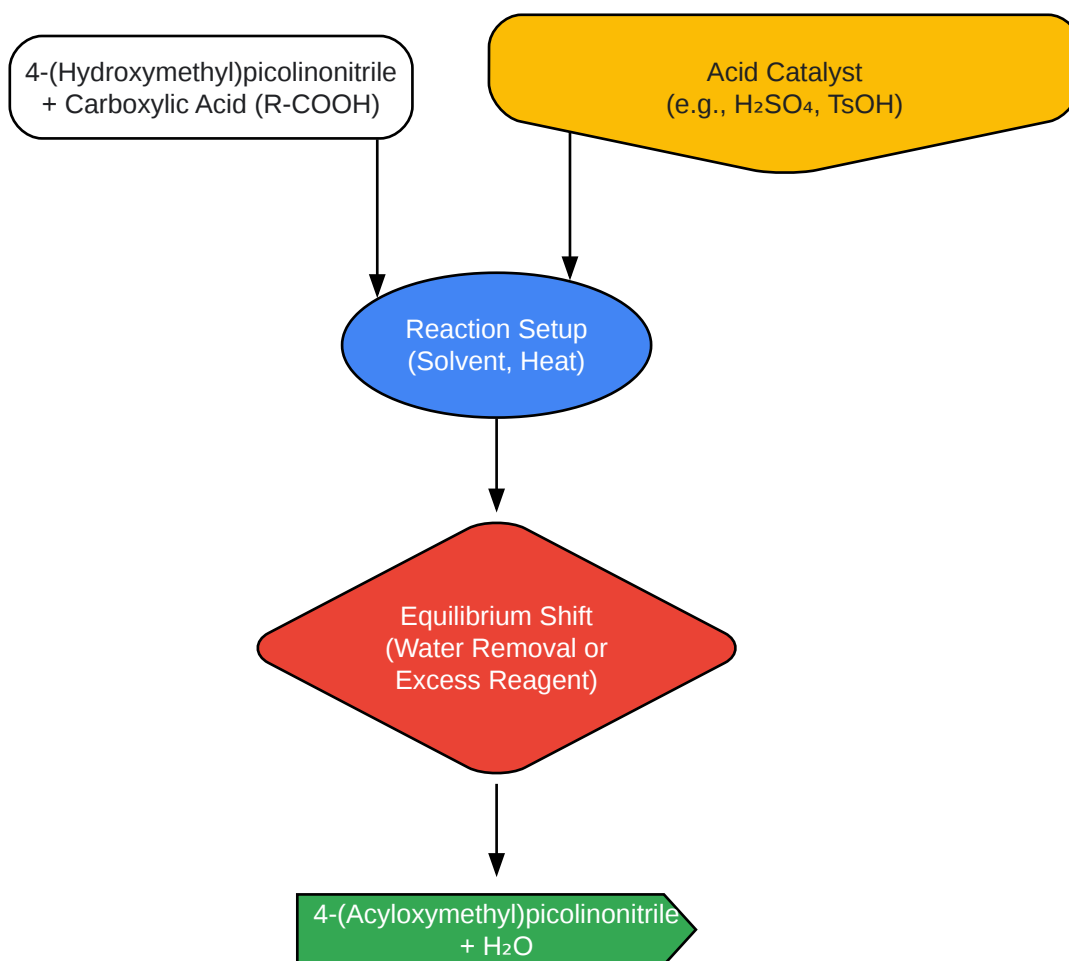 4-(Hydroxymethyl)picolinonitrile
+ Carboxylic Acid (R-COOH)
Acid Catalyst
(e.g., H₂SO₄, TsOH)
Reaction Setup
(Solvent, Heat)
Equilibrium Shift
(Water Removal or
Excess Reagent)
4-(Acyloxymethyl)picolinonitrile
+ H₂O